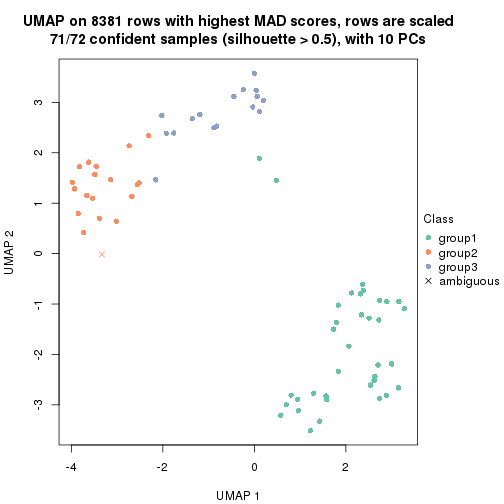 UMAP on 8381 rows with highest MAD scores, rows are scaled
71/72 confident samples (silhouette > 0.5), with 10 PCs
3
2
1
0
-1
-2
-3
UMAP 2
-4
-2
0
2
UMAP 1
Class
group1
group2
group3
ambiguous